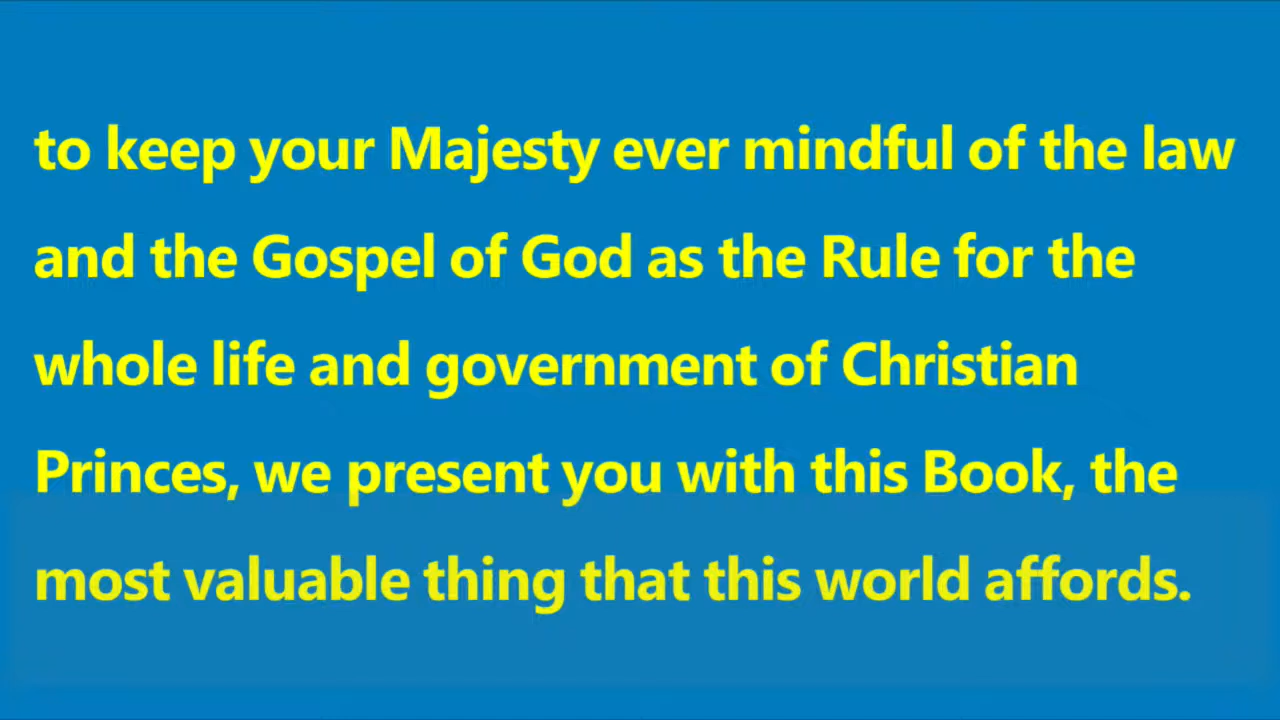 to keep your Majesty ever mindful of the law
and the Gospel of God as the Rule for the
whole life and government of Christian
Princes, we present you with this Book, the
most valuable thing that this world affords.